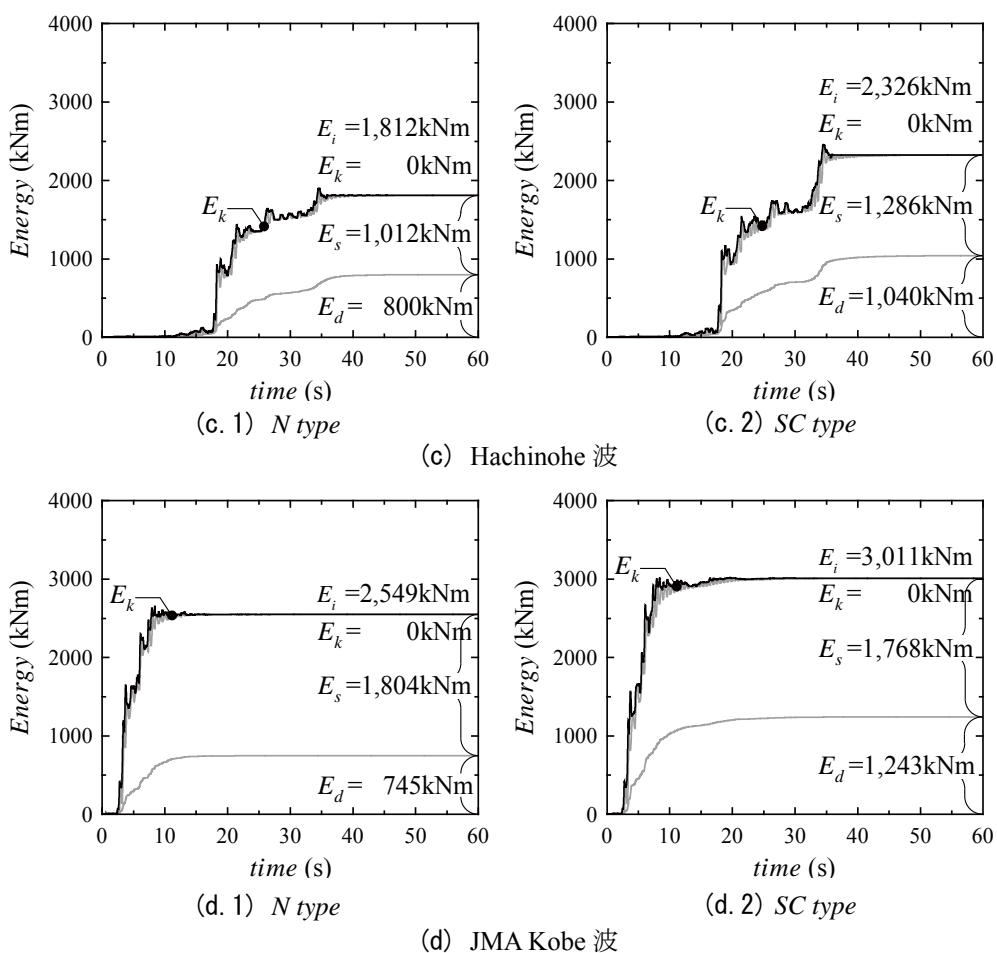 4000
3000
2000
1000
0
Energy (kNm)
E_i =1,812kNm
E_k = 0kNm
E_k
E_s =1,012kNm
E_d = 800kNm
0 10 20 30 40 50 60
time (s)
(c. 1) N type
4000
3000
2000
1000
0
Energy (kNm)
E_i =2,326kNm
E_k = 0kNm
E_k
E_s =1,286kNm
E_d =1,040kNm
0 10 20 30 40 50 60
time (s)
(c. 2) SC type
(c) Hachinohe 波
4000
3000
2000
1000
0
Energy (kNm)
E_k
E_i =2,549kNm
E_k = 0kNm
E_s =1,804kNm
E_d = 745kNm
0 10 20 30 40 50 60
time (s)
(d. 1) N type
4000
3000
2000
1000
0
Energy (kNm)
E_k
E_i =3,011kNm
E_k = 0kNm
E_s =1,768kNm
E_d =1,243kNm
0 10 20 30 40 50 60
time (s)
(d. 2) SC type
(d) JMA Kobe 波